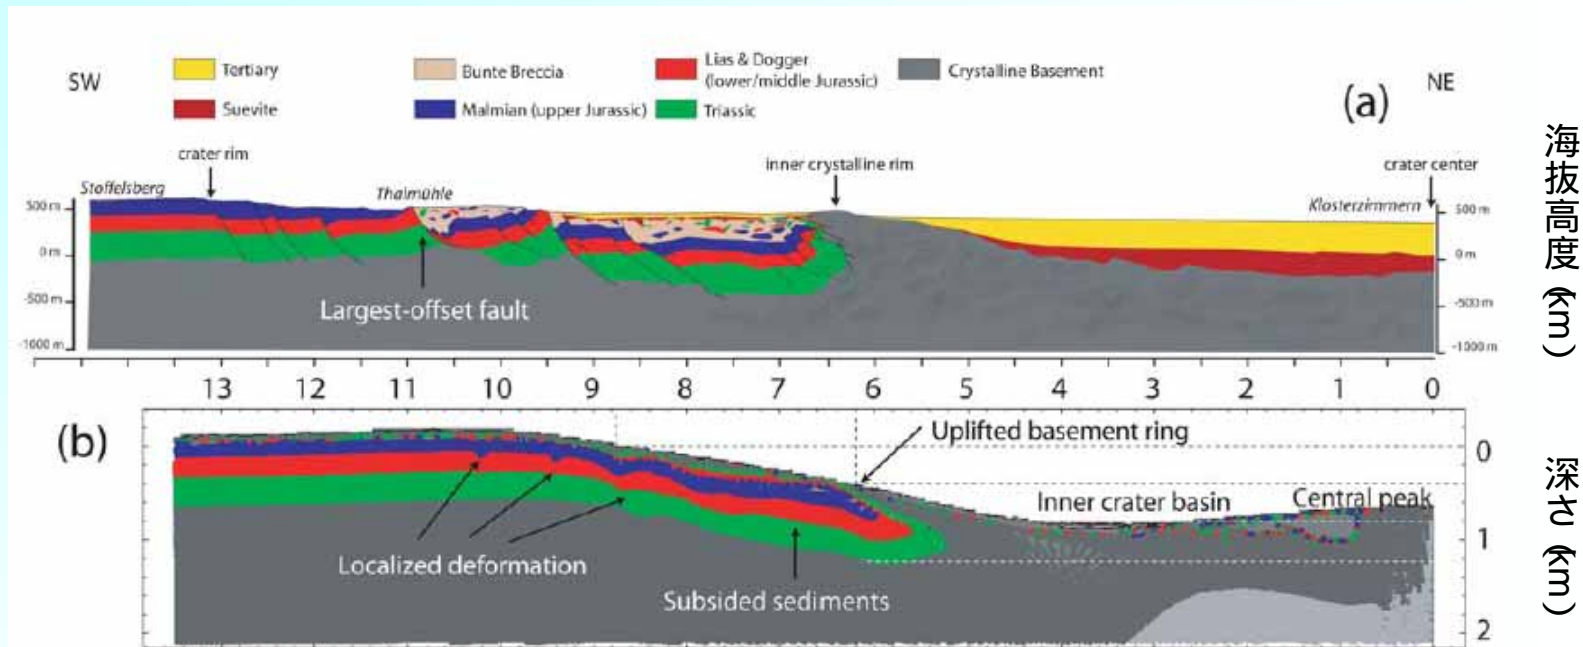 SW
Tertiary
Suevite
Bunte Breccia
Malmian (upper Jurassic)
Lias & Dogger
(lower/middle Jurassic)
Triassic
Crystalline Basement
(a)
NE
crater rim
inner crystalline rim
crater center
Stoffelsberg
Thalmühle
Klosterzimmern
500 m
0 m
-500 m
-1000 m
500 m
0 m
-500 m
-1000 m
Largest-offset fault
海抜高度 (km)
13 12 11 10 9 8 7 6 5 4 3 2 1 0
(b)
Uplifted basement ring
Inner crater basin
Central peak
Localized deformation
Subsided sediments
0
1
2
深さ (km)